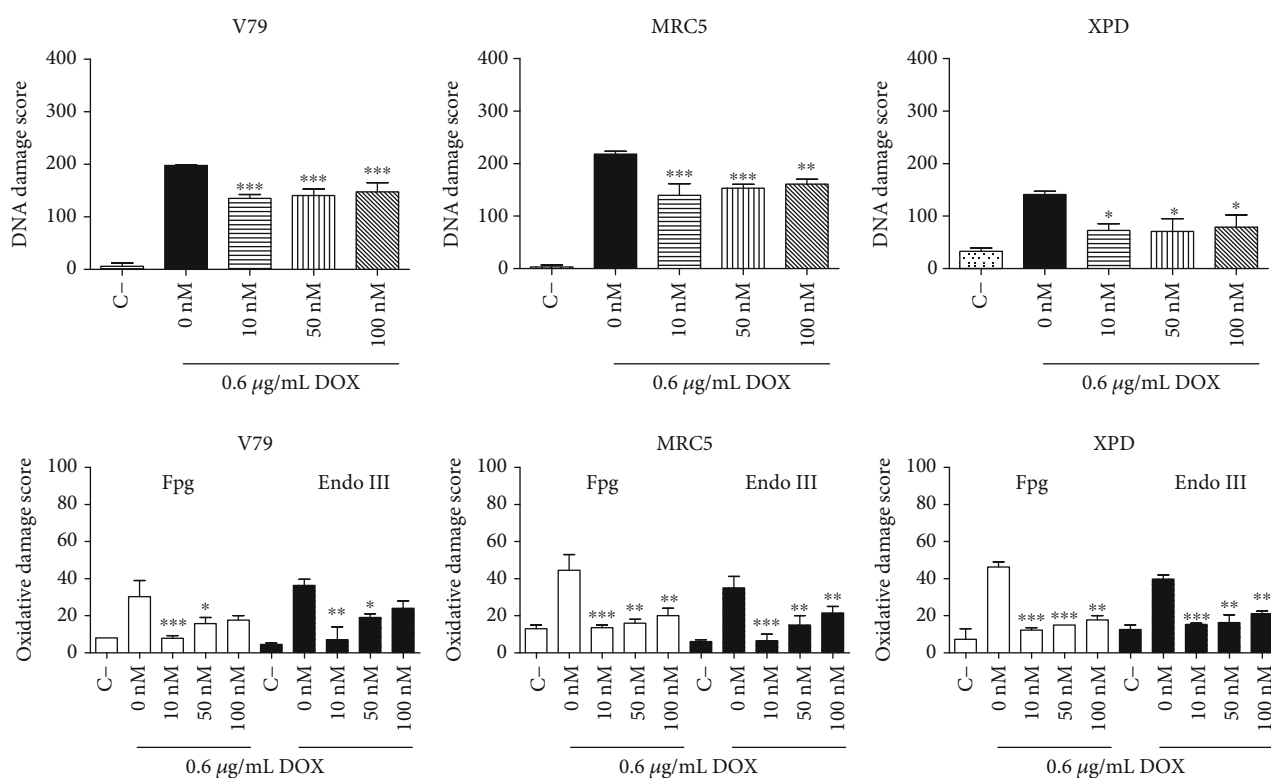 V79
DNA damage score
400
300
200
100
0
***
***
***
C−
0 nM
10 nM
50 nM
100 nM
0.6 μg/mL DOX
MRC5
DNA damage score
400
300
200
100
0
***
***
**
C−
0 nM
10 nM
50 nM
100 nM
0.6 μg/mL DOX
XPD
DNA damage score
400
300
200
100
0
*
*
*
C−
0 nM
10 nM
50 nM
100 nM
0.6 μg/mL DOX
V79
Oxidative damage score
100
80
60
40
20
0
Fpg
Endo III
***
*
**
*
C−
0 nM
10 nM
50 nM
100 nM
C−
0 nM
10 nM
50 nM
100 nM
0.6 μg/mL DOX
MRC5
Oxidative damage score
100
80
60
40
20
0
Fpg
Endo III
***
**
**
***
**
**
C−
0 nM
10 nM
50 nM
100 nM
C−
0 nM
10 nM
50 nM
100 nM
0.6 μg/mL DOX
XPD
Oxidative damage score
100
80
60
40
20
0
Fpg
Endo III
***
***
**
***
**
**
C−
0 nM
10 nM
50 nM
100 nM
C−
0 nM
10 nM
50 nM
100 nM
0.6 μg/mL DOX